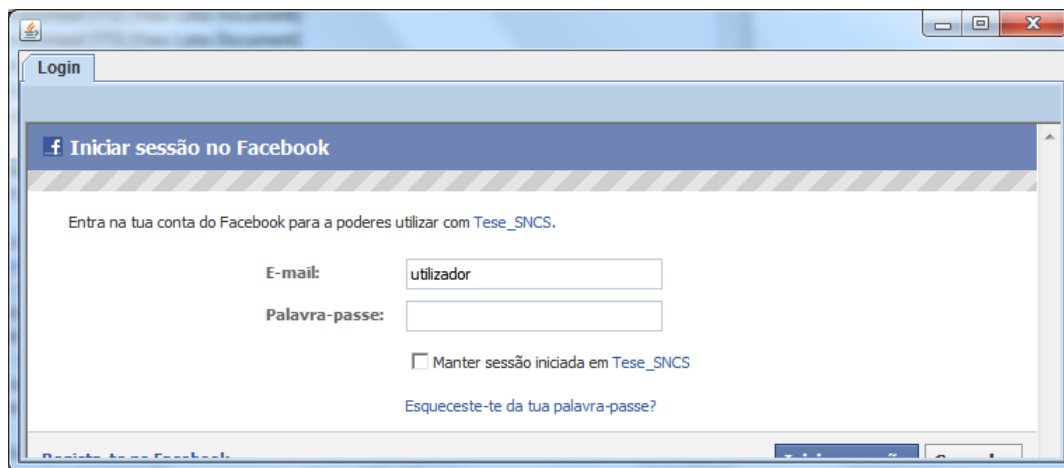 Login
Iniciar sessão no Facebook
Entra na tua conta do Facebook para a poderes utilizar com Tese_SNCS.
E-mail: utilizador
Palavra-passe:
Manter sessão iniciada em Tese_SNCS
Esqueceste-te da tua palavra-passe?